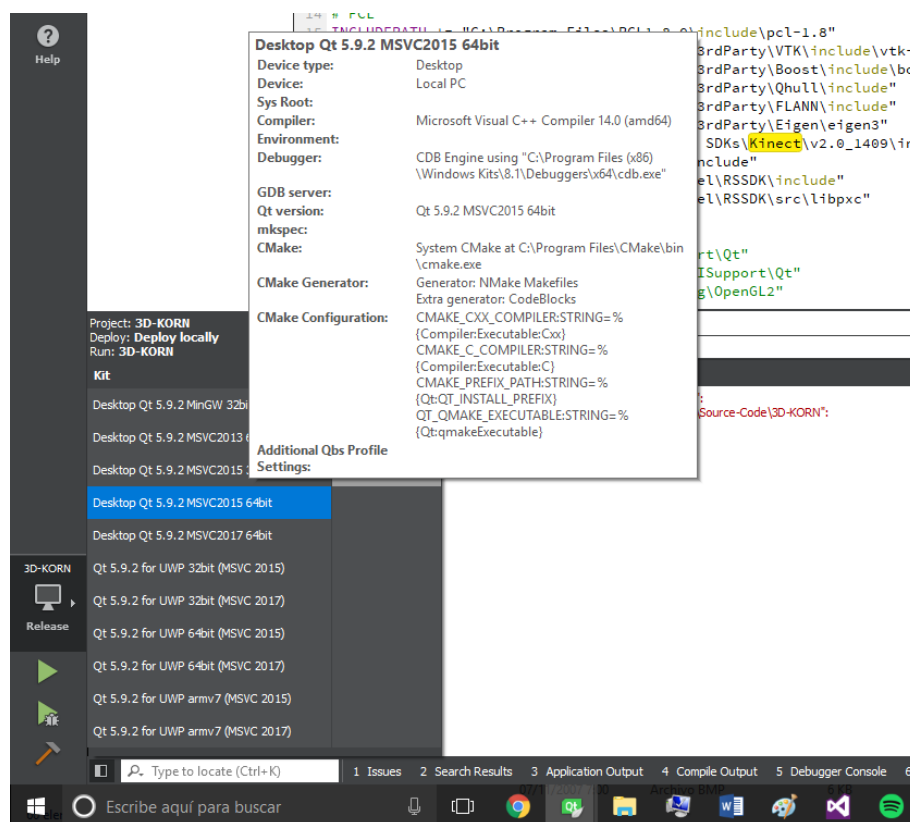 14 # PCL
Help
include\pcl-1.8"
Desktop Qt 5.9.2 MSVC2015 64bit
Device type: Desktop
Device: Local PC
Sys Root:
Compiler: Microsoft Visual C++ Compiler 14.0 (amd64)
Environment:
Debugger: CDB Engine using "C:\Program Files (x86)
\Windows Kits\8.1\Debuggers\x64\cdb.exe"
GDB server:
Qt version: Qt 5.9.2 MSVC2015 64bit
mkspec:
CMake: System CMake at C:\Program Files\CMake\bin
\cmake.exe
CMake Generator: Generator: NMake Makefiles
Extra generator: CodeBlocks
CMake Configuration: CMAKE_CXX_COMPILER:STRING=%
{Compiler:Executable:Cxx}
CMAKE_C_COMPILER:STRING=%
{Compiler:Executable:C}
CMAKE_PREFIX_PATH:STRING=%
{Qt:QT_INSTALL_PREFIX}
QT_QMAKE_EXECUTABLE:STRING=%
{Qt:qmakeExecutable}
Additional Qbs Profile
Settings:
3rdParty\VTK\include\vtk-
3rdParty\Boost\include\bo
3rdParty\Qhull\include"
3rdParty\FLANN\include"
3rdParty\Eigen\eigen3"
SDKs\Kinect\v2.0_1409\in
nclude"
el\RSSDK\include"
el\RSSDK\src\libpxc"
rt\Qt"
ISupport\Qt"
g\OpenGL2"
Project: 3D-KORN
Deploy: Deploy locally
Run: 3D-KORN
Kit
":
\Source-Code\3D-KORN":
Desktop Qt 5.9.2 MinGW 32bi
Desktop Qt 5.9.2 MSVC2013 6
Desktop Qt 5.9.2 MSVC2015 3
Desktop Qt 5.9.2 MSVC2015 64bit
Desktop Qt 5.9.2 MSVC2017 64bit
Qt 5.9.2 for UWP 32bit (MSVC 2015)
Qt 5.9.2 for UWP 32bit (MSVC 2017)
Qt 5.9.2 for UWP 64bit (MSVC 2015)
Qt 5.9.2 for UWP 64bit (MSVC 2017)
Qt 5.9.2 for UWP armv7 (MSVC 2015)
Qt 5.9.2 for UWP armv7 (MSVC 2017)
3D-KORN
Release
Type to locate (Ctrl+K) 1 Issues 2 Search Results 3 Application Output 4 Compile Output 5 Debugger Console 6
Archivo BMP 6 KB
Escribe aquí para buscar